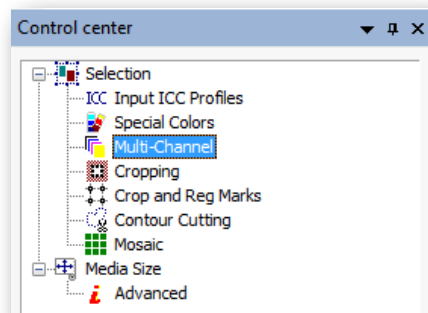 Control center
Selection
ICC Input ICC Profiles
Special Colors
Multi-Channel
Cropping
Crop and Reg Marks
Contour Cutting
Mosaic
Media Size
i Advanced